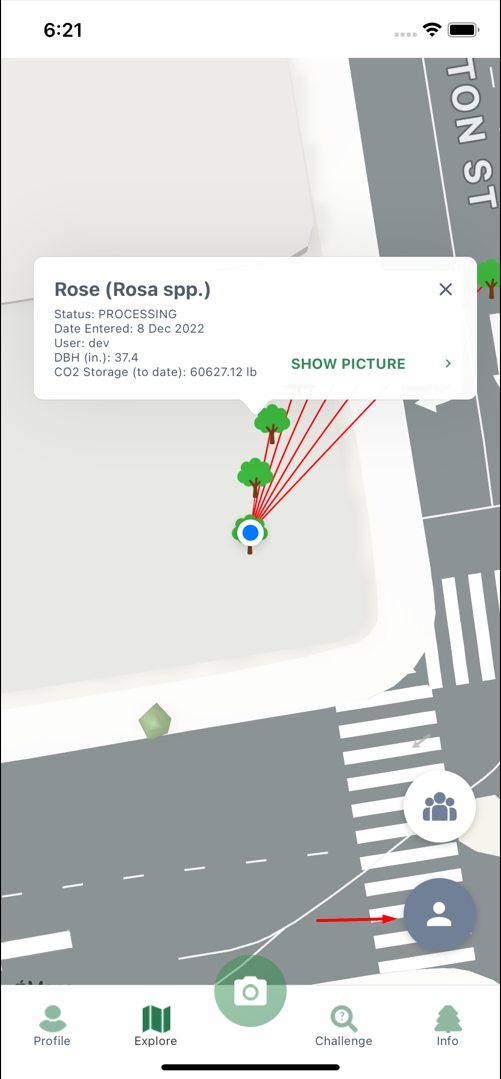 6:21
TON ST
Rose (Rosa spp.)
Status: PROCESSING
Date Entered: 8 Dec 2022
User: dev
DBH (in.): 37.4
CO2 Storage (to date): 60627.12 lb
SHOW PICTURE
?
Profile
Explore
Challenge
Info